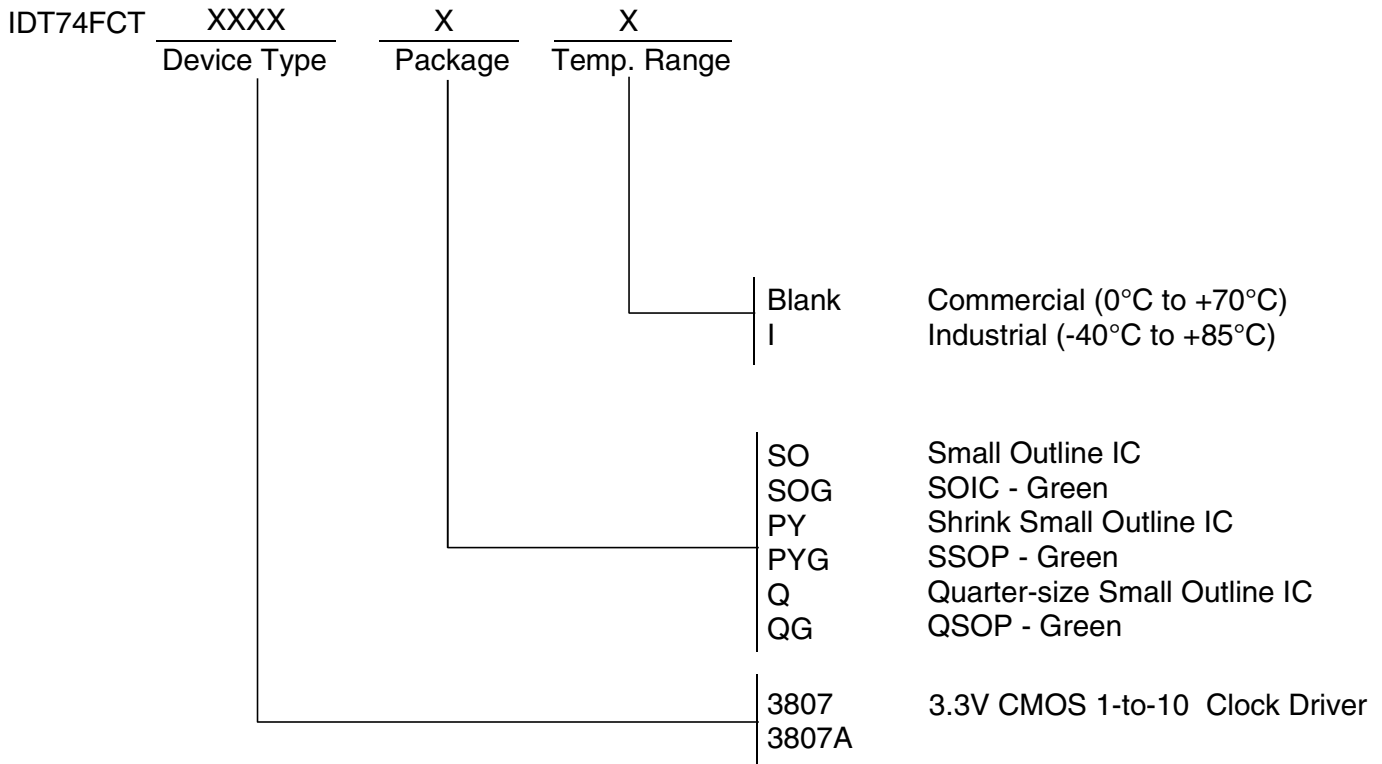 IDT74FCT XXXX X X
Device Type Package Temp. Range
Blank Commercial (0°C to +70°C)
I Industrial (-40°C to +85°C)
SO Small Outline IC
SOG SOIC - Green
PY Shrink Small Outline IC
PYG SSOP - Green
Q Quarter-size Small Outline IC
QG QSOP - Green
3807 3.3V CMOS 1-to-10 Clock Driver
3807A